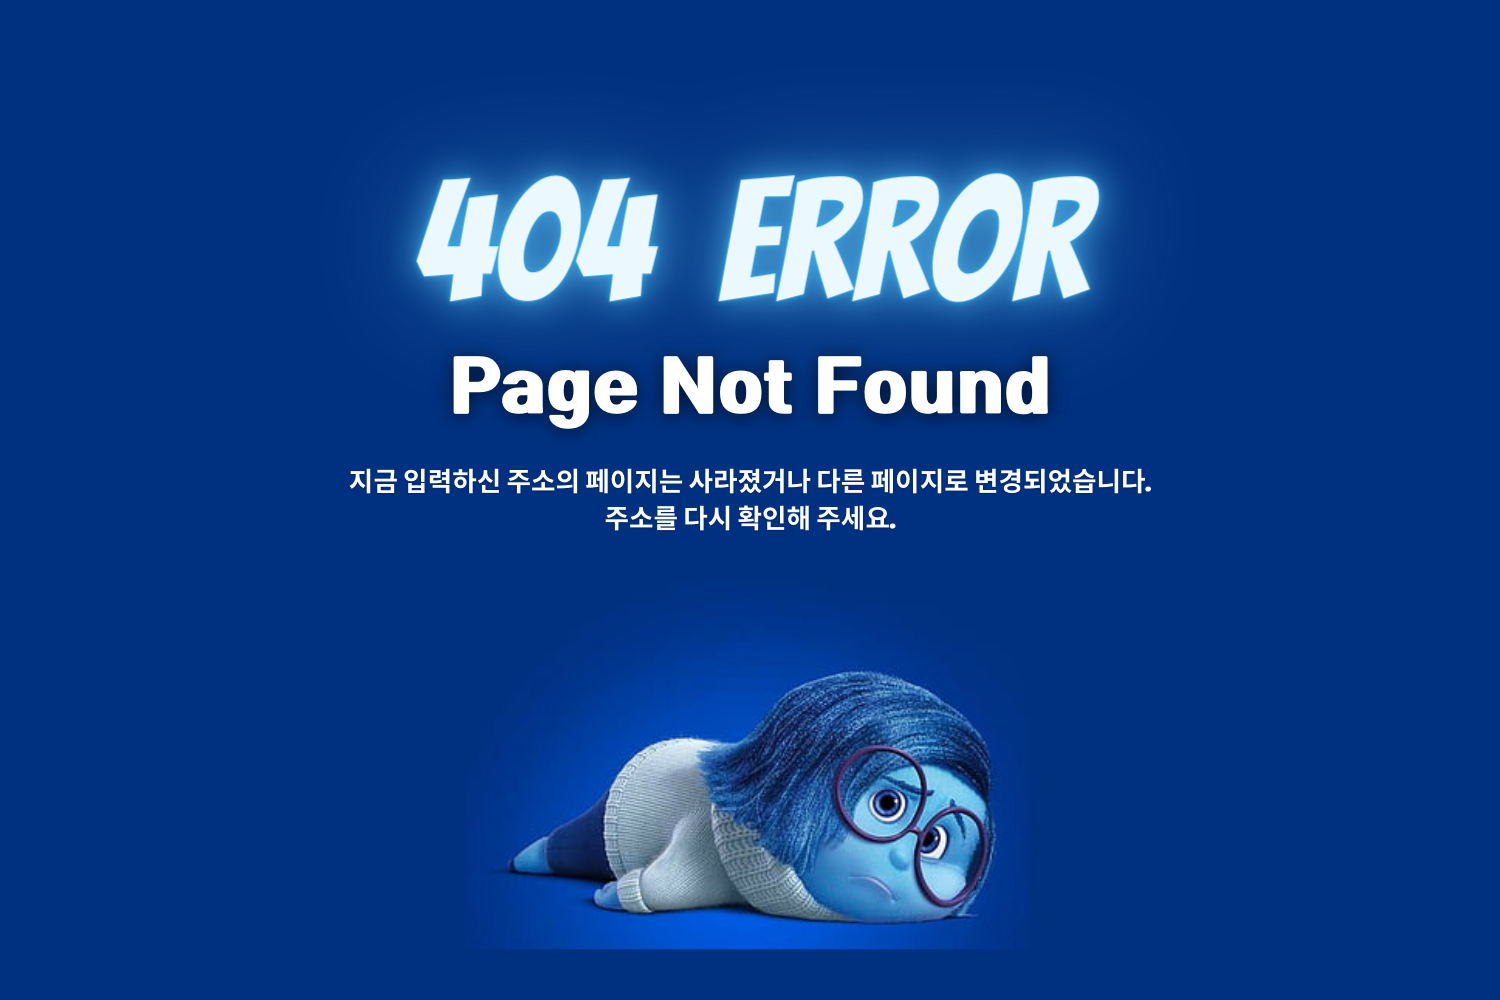 404 ERROR
Page Not Found
지금 입력하신 주소의 페이지는 사라졌거나 다른 페이지로 변경되었습니다.
주소를 다시 확인해 주세요.